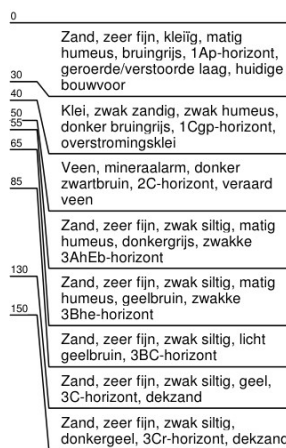 0
Zand, zeer fijn, kleiïg, matig
humeus, bruingrijs, 1Ap-horizont,
geroerde/verstoorde laag, huidige
bouwvoor
30
Klei, zwak zandig, zwak humeus,
donker bruingrijs, 1Cgp-horizont,
overstromingsklei
40
Veen, mineraalarm, donker
zwartbruin, 2C-horizont, veraard
veen
50
Zand, zeer fijn, zwak siltig, matig
humeus, donkergrijs, zwakke
3AhEb-horizont
55
Zand, zeer fijn, zwak siltig, matig
humeus, geelbruin, zwakke
3Bhe-horizont
65
Zand, zeer fijn, zwak siltig, licht
geelbruin, 3BC-horizont
85
Zand, zeer fijn, zwak siltig, geel,
3C-horizont, dekzand
130
Zand, zeer fijn, zwak siltig,
donkergeel, 3Cr-horizont, dekzand
150